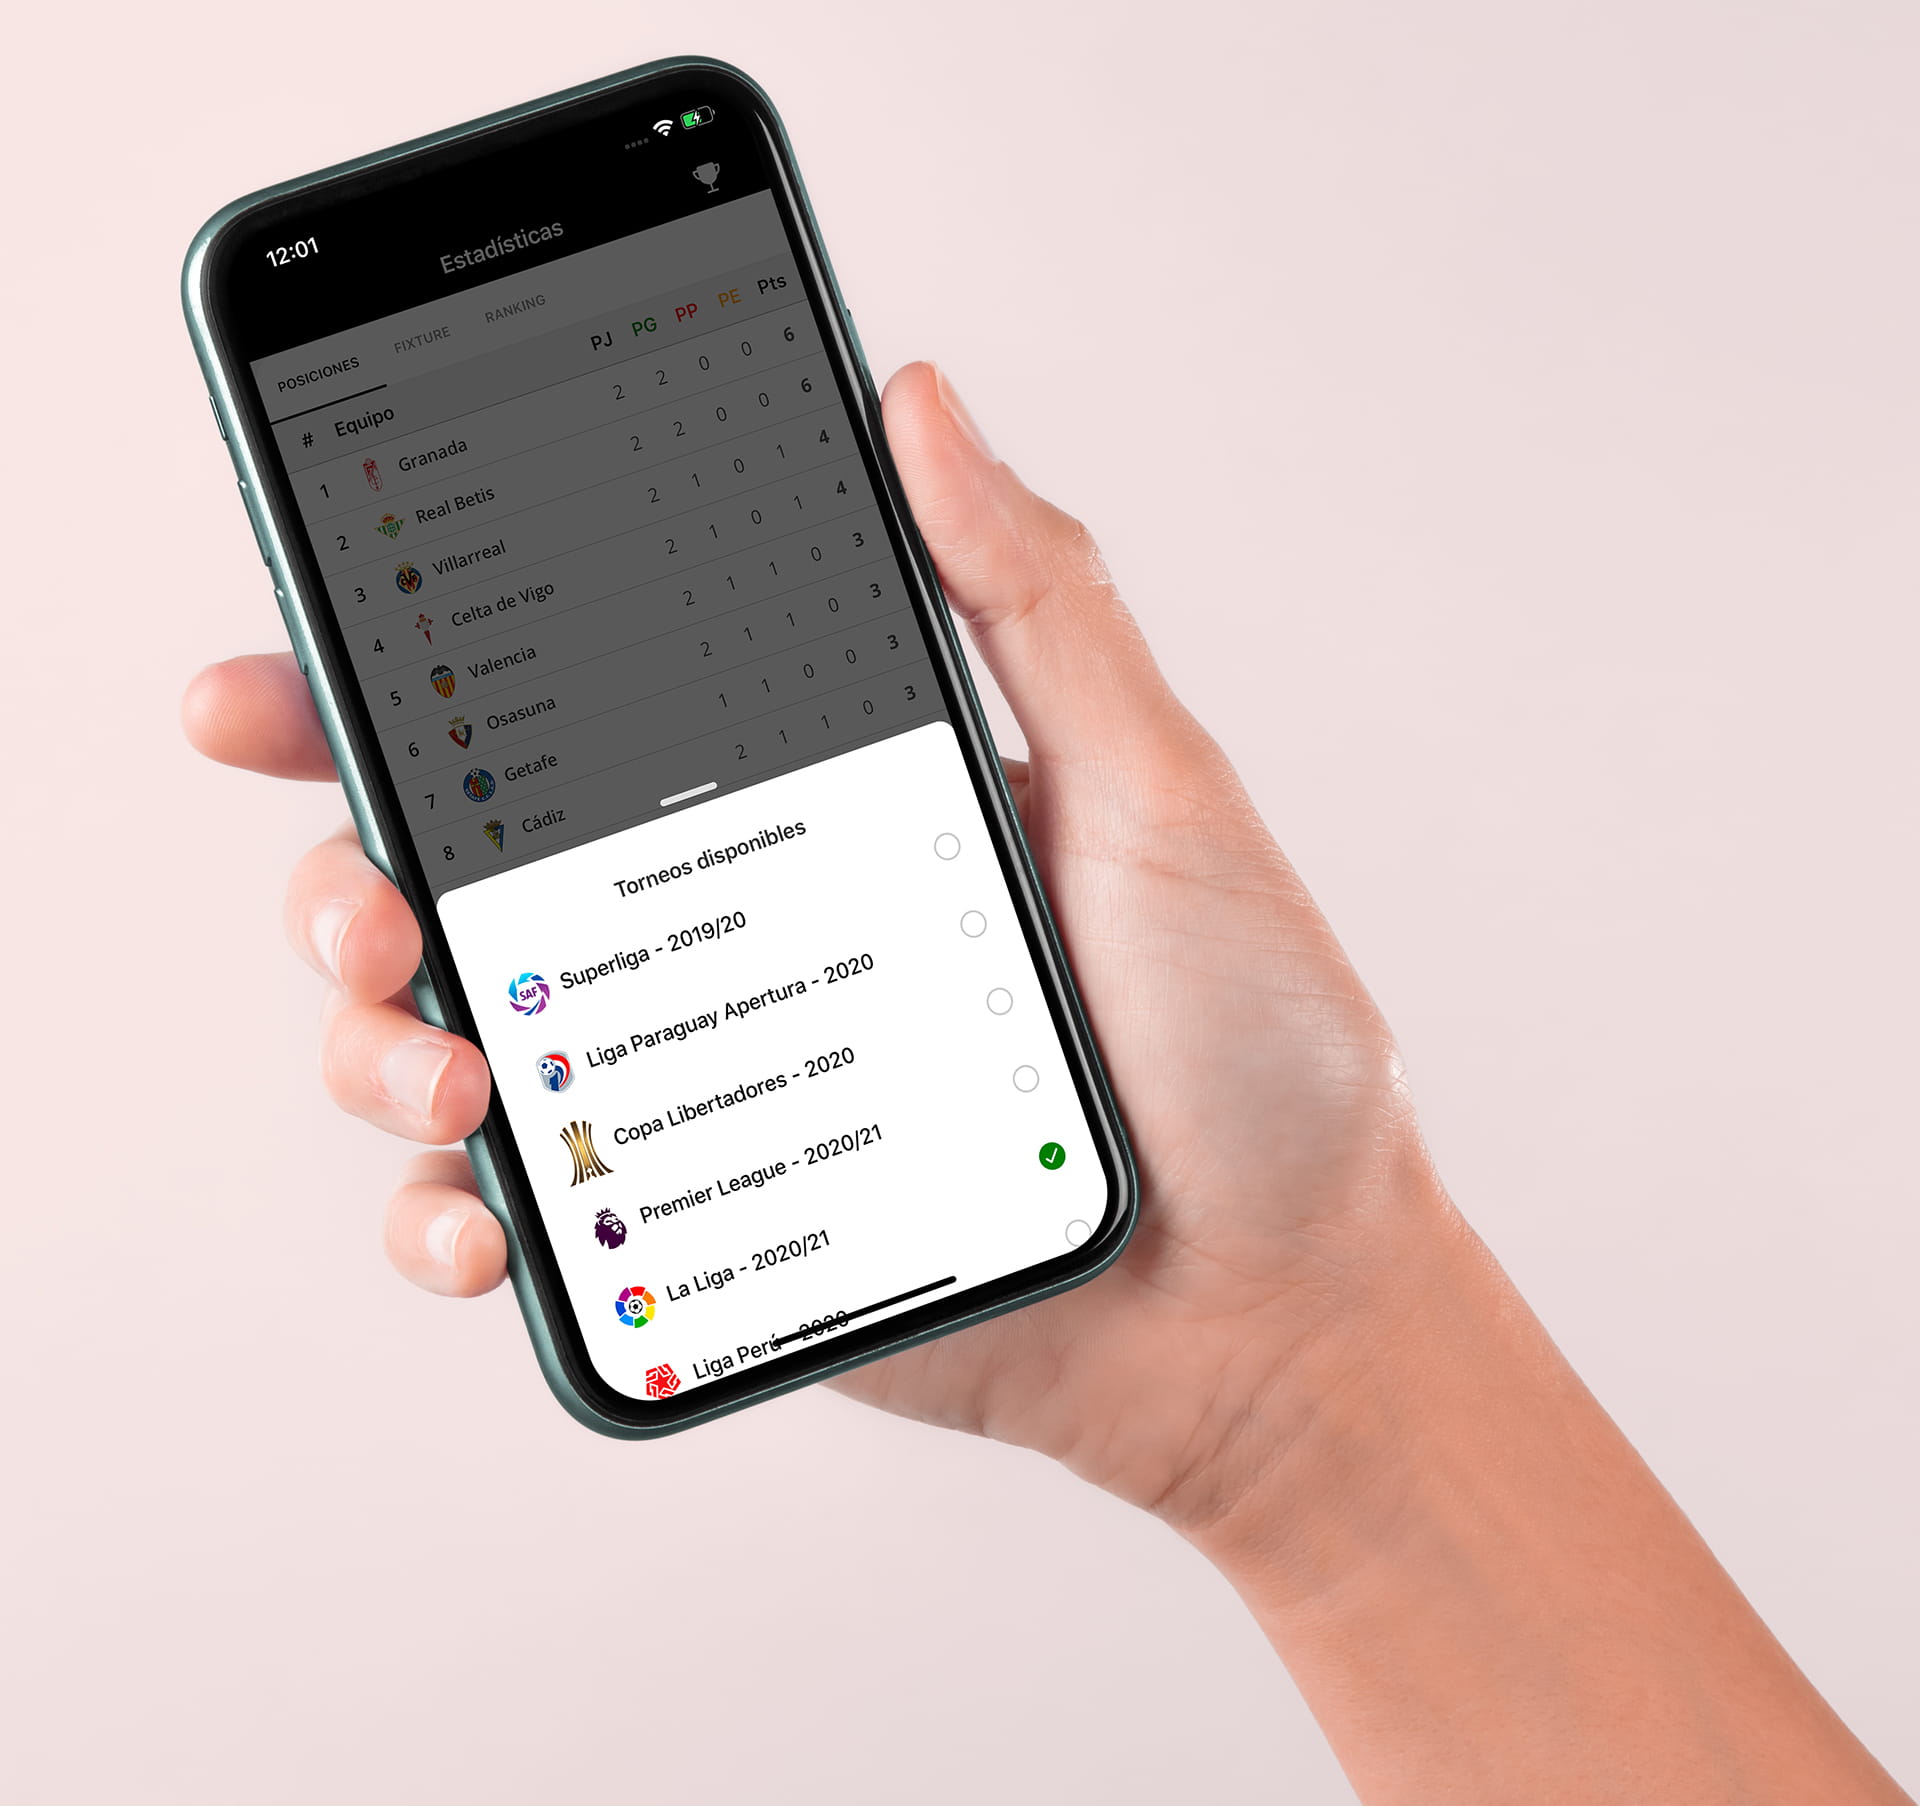 12:01
Estadísticas
POSICIONES FIXTURE RANKING
# Equipo PJ PG PP PE Pts
1 Granada 2 2 0 0 6
2 Real Betis 2 2 0 0 6
3 Villarreal 2 1 0 1 4
4 Celta de Vigo 2 1 0 1 4
5 Valencia 2 1 1 0 3
6 Osasuna 2 1 1 0 3
7 Getafe 1 1 0 0 3
8 Cádiz 2 1 1 0 3
Torneos disponibles
SAF Superliga - 2019/20
Liga Paraguay Apertura - 2020
Copa Libertadores - 2020
Premier League - 2020/21
La Liga - 2020/21
Liga Perú - 2020